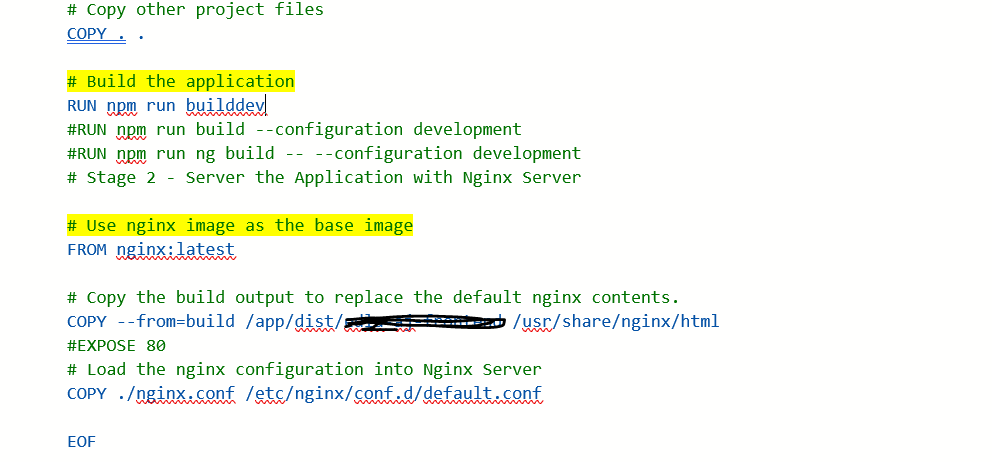 # Copy other project files
COPY . .
# Build the application
RUN npm run builddev
#RUN npm run build --configuration development
#RUN npm run ng build -- --configuration development
# Stage 2 - Server the Application with Nginx Server
# Use nginx image as the base image
FROM nginx:latest
# Copy the build output to replace the default nginx contents.
COPY --from=build /app/dist/ /usr/share/nginx/html
#EXPOSE 80
# Load the nginx configuration into Nginx Server
COPY ./nginx.conf /etc/nginx/conf.d/default.conf
EOF